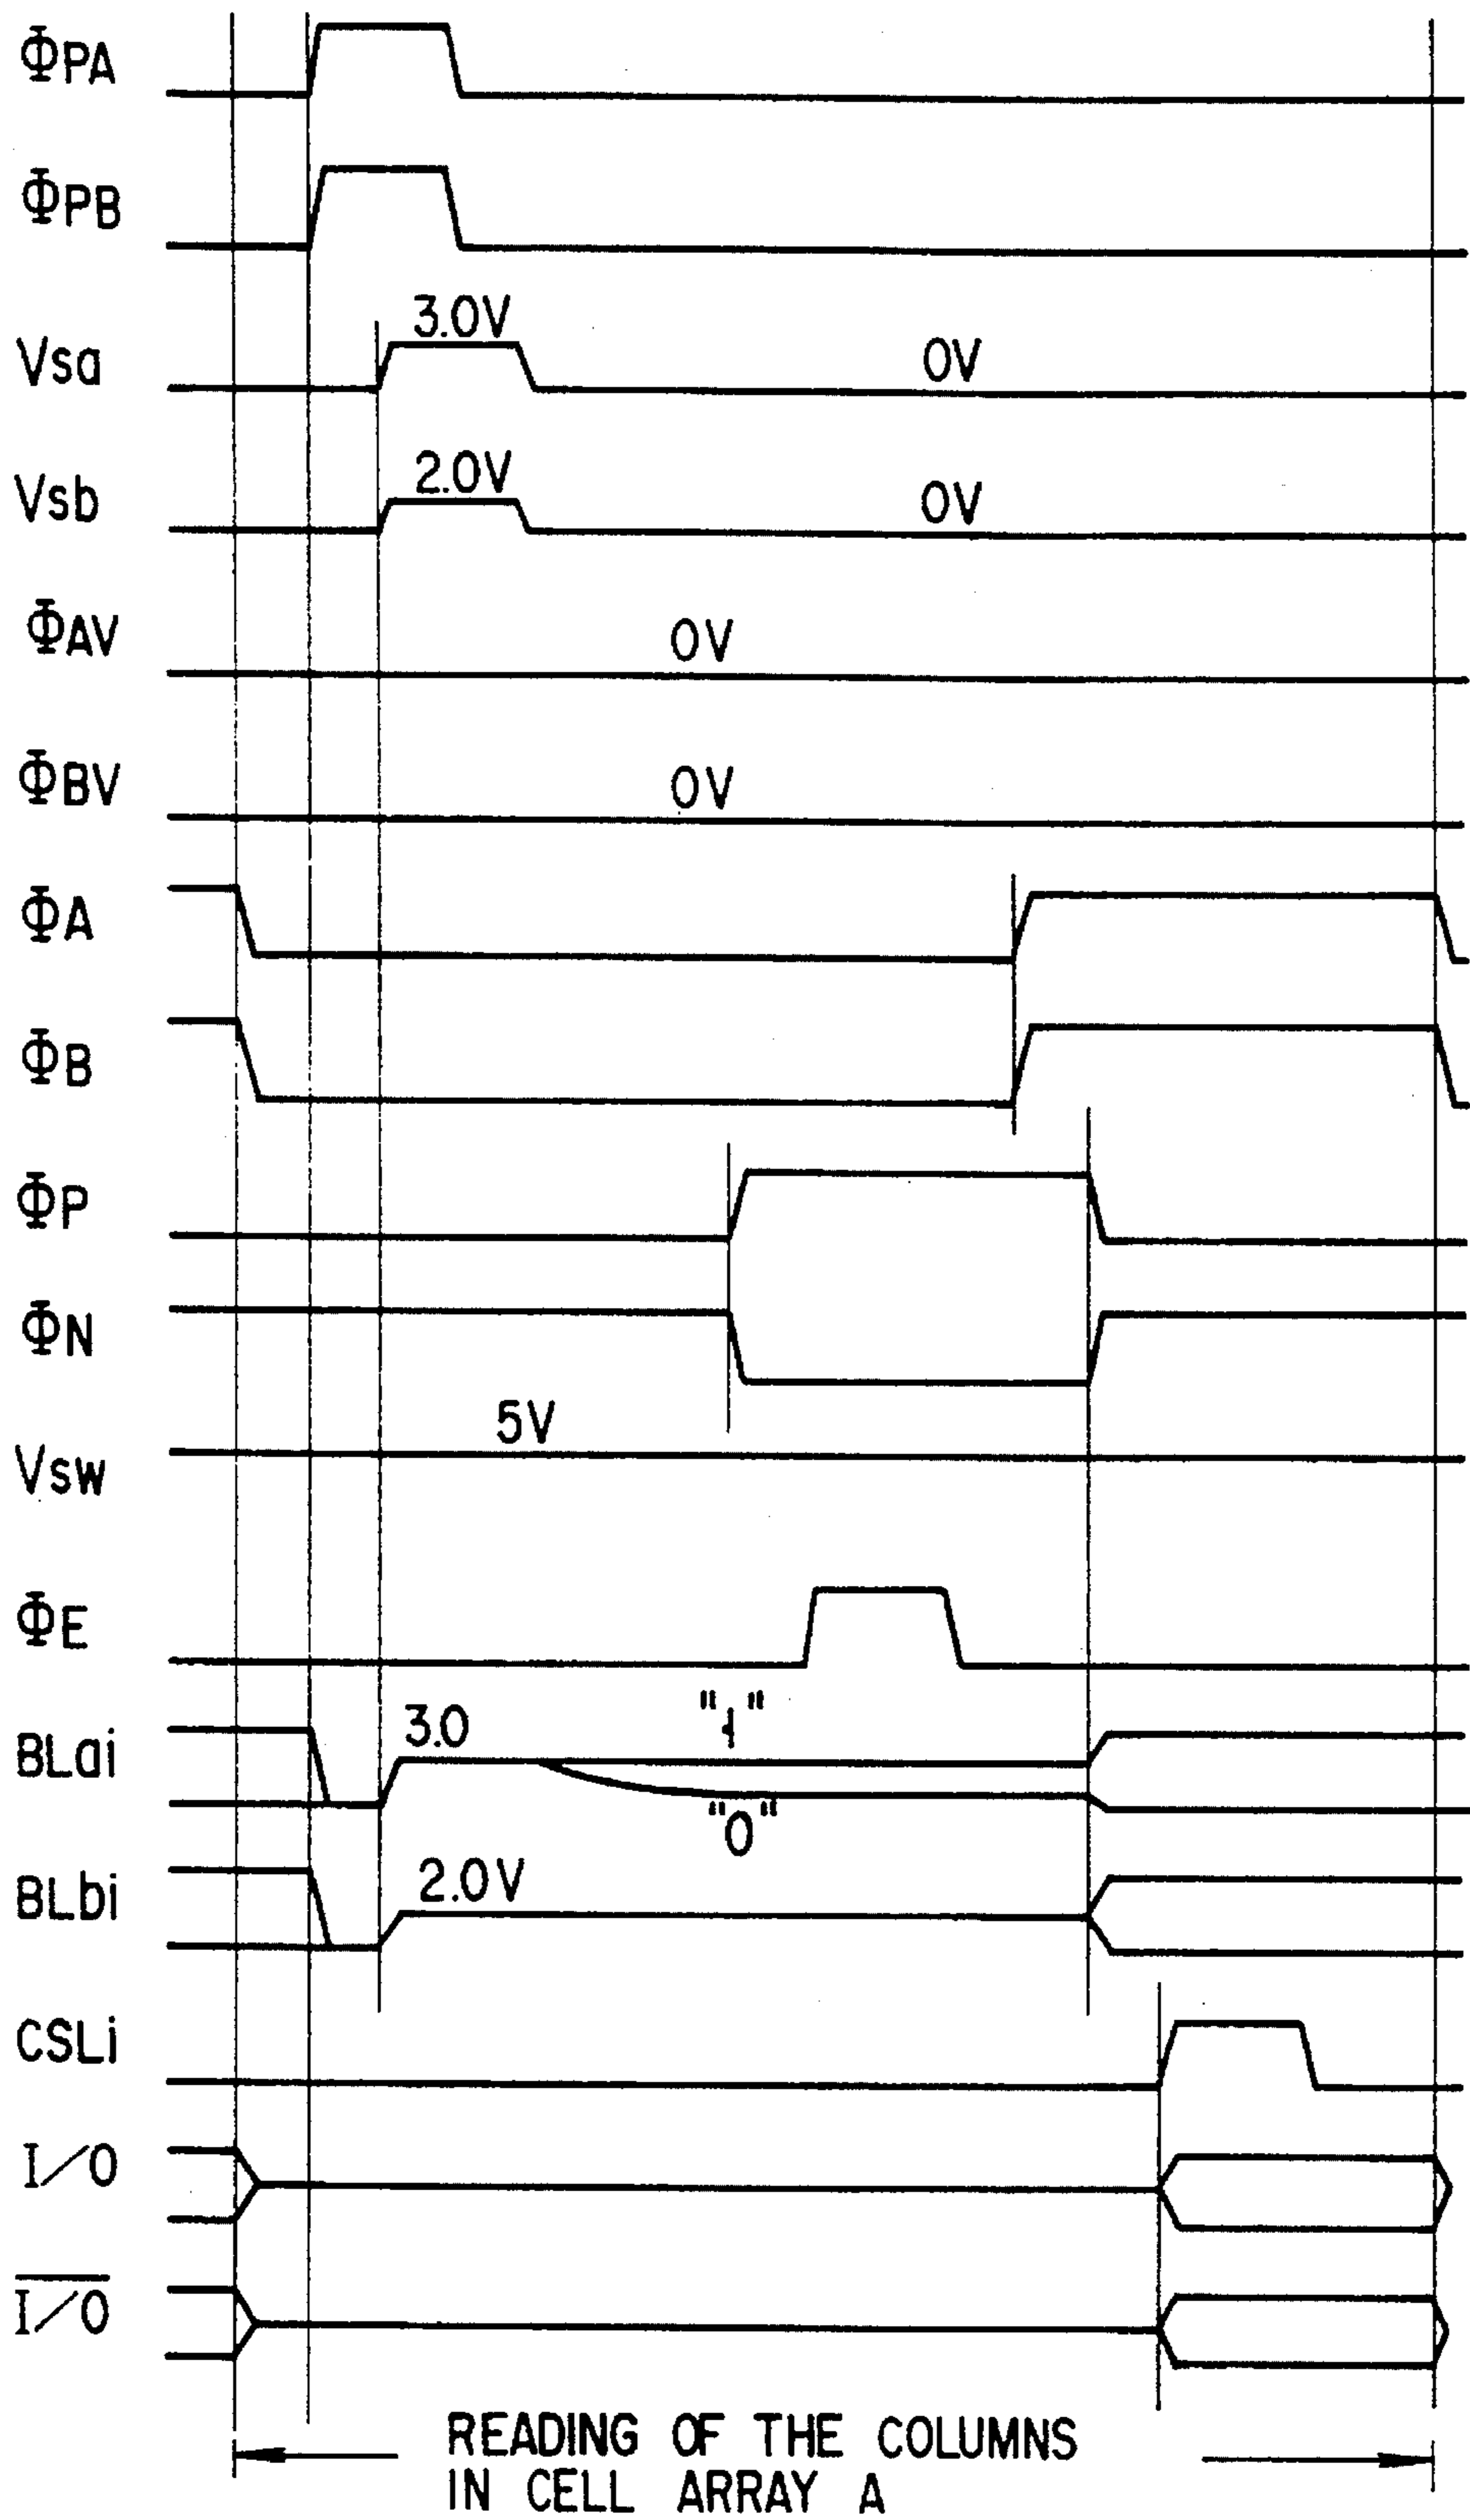 ΦPA
ΦPB
3.0V
Vsa
0V
2.0V
Vsb
0V
ΦAV
0V
ΦBV
0V
ΦA
ΦB
ΦP
ΦN
5V
Vsw
ΦE
3.0
"1"
BLai
"0"
2.0V
BLbi
CSLi
I/O
I/O
READING OF THE COLUMNS
IN CELL ARRAY A